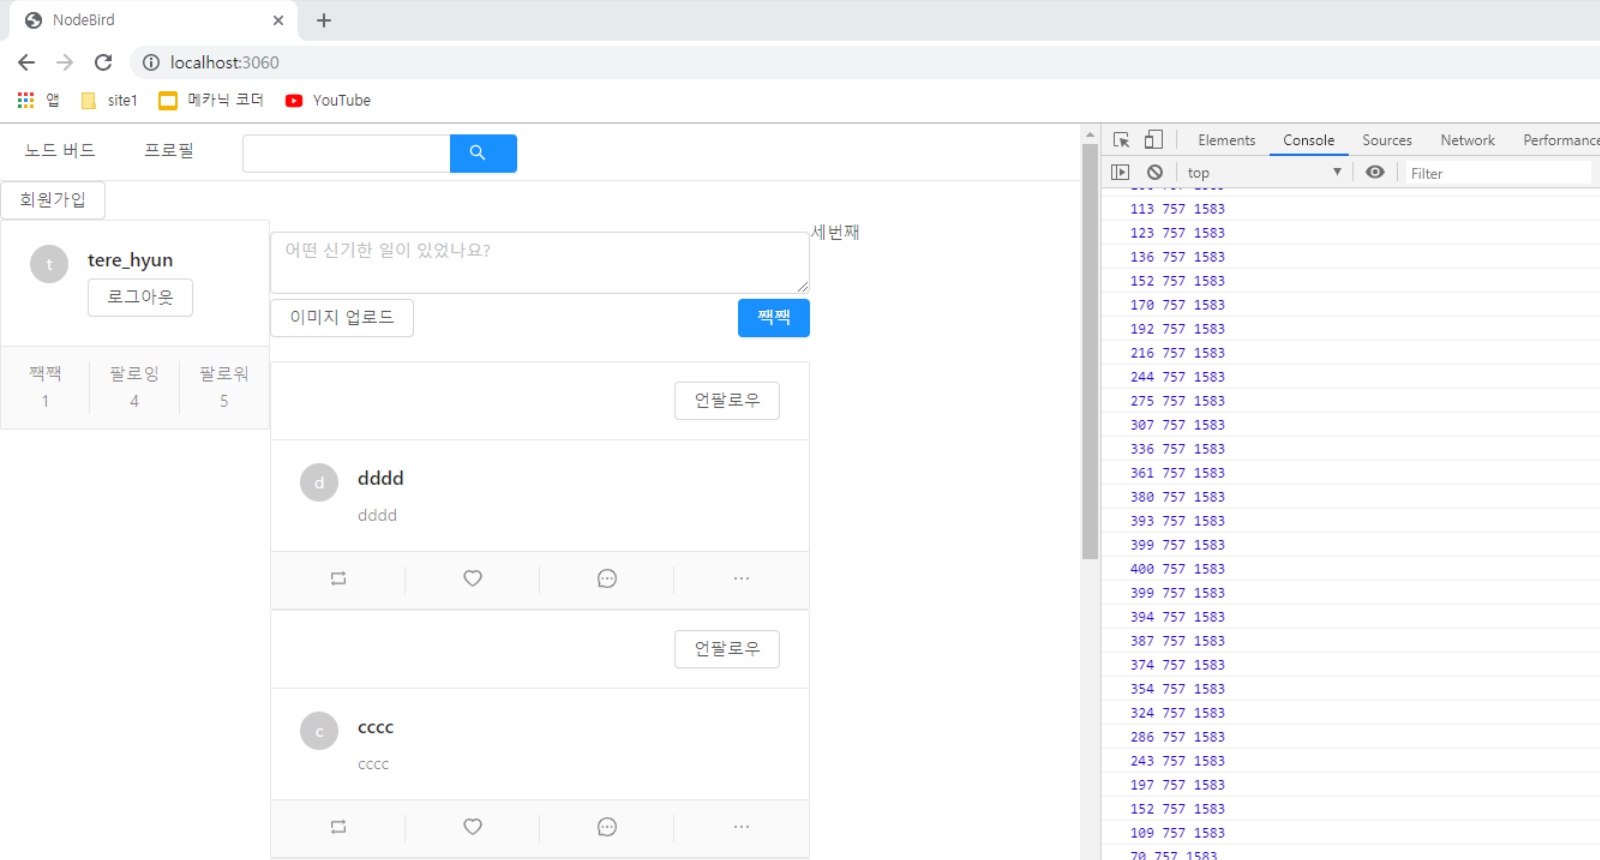 NodeBird
localhost:3060
앱
site1
메카닉 코더
YouTube
노드 버드
프로필
회원가입
t
tere_hyun
로그아웃
짹짹
1
팔로잉
4
팔로워
5
어떤 신기한 일이 있었나요?
이미지 업로드
짹짹
세번째
언팔로우
d
dddd
dddd
언팔로우
c
cccc
cccc
Elements
Console
Sources
Network
Performance
top
Filter
113 757 1583
123 757 1583
136 757 1583
152 757 1583
170 757 1583
192 757 1583
216 757 1583
244 757 1583
275 757 1583
307 757 1583
336 757 1583
361 757 1583
380 757 1583
393 757 1583
399 757 1583
400 757 1583
399 757 1583
394 757 1583
387 757 1583
374 757 1583
354 757 1583
324 757 1583
286 757 1583
243 757 1583
197 757 1583
152 757 1583
109 757 1583
70 757 1583